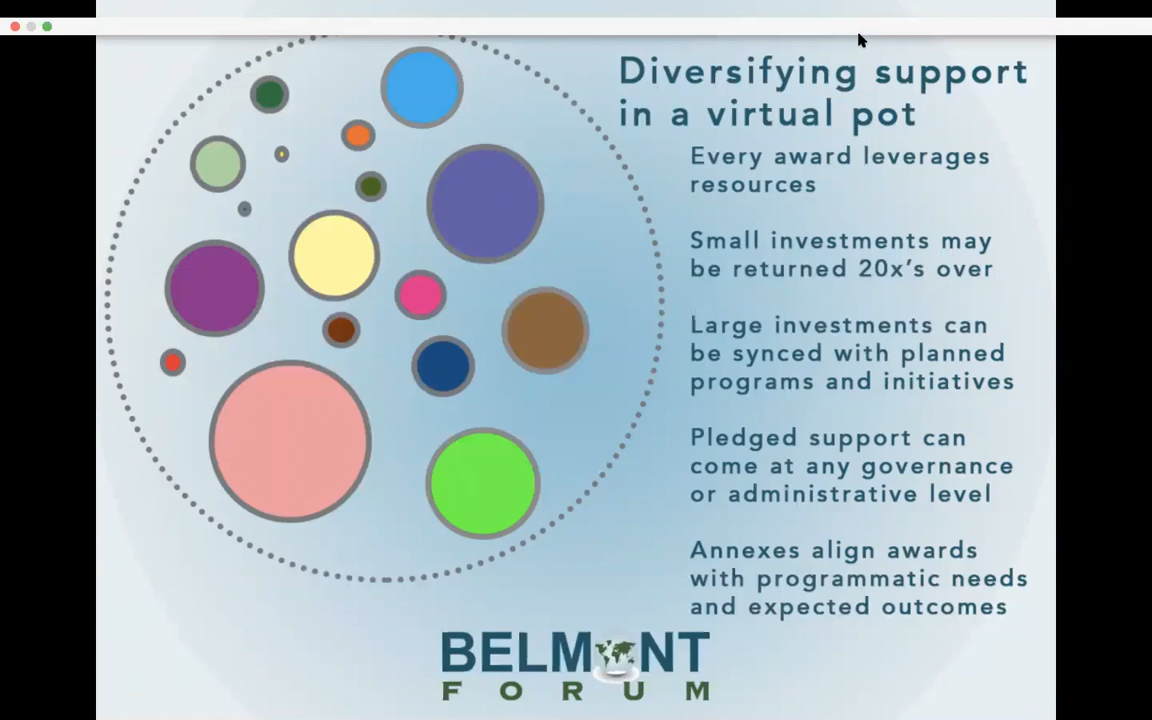 Diversifying support
in a virtual pot
Every award leverages
resources
Small investments may
be returned 20x's over
Large investments can
be synced with planned
programs and initiatives
Pledged support can
come at any governance
or administrative level
Annexes align awards
with programmatic needs
and expected outcomes
BELMONT
FORUM